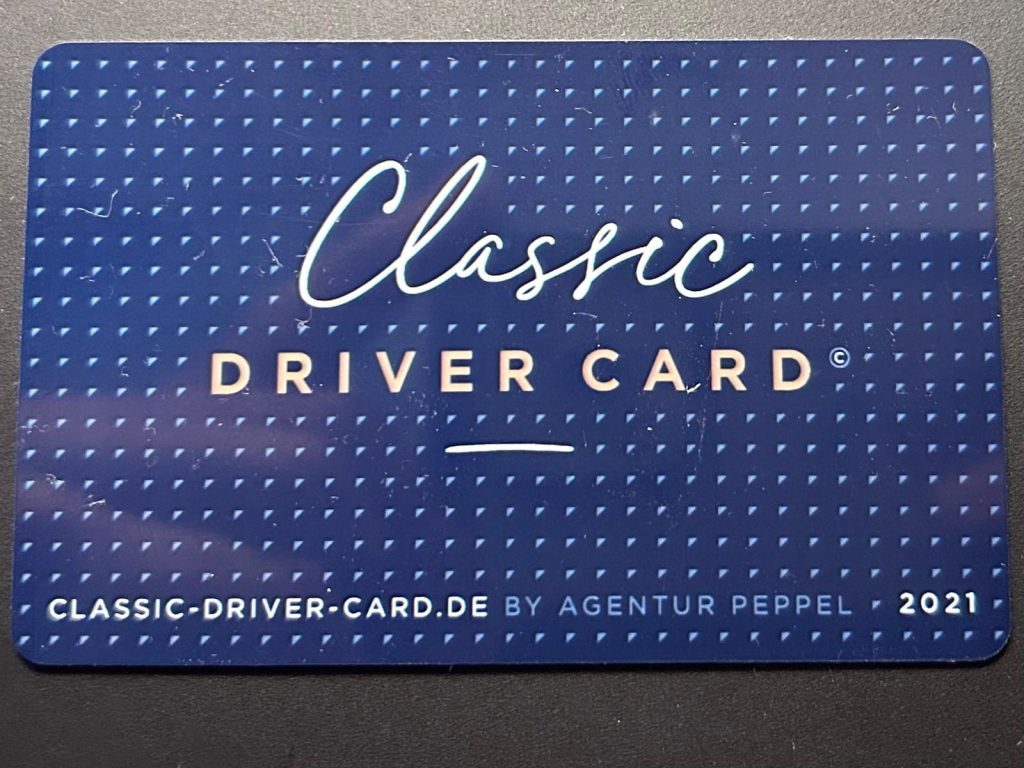 Classic
DRIVER CARD©
CLASSIC-DRIVER-CARD.DE BY AGENTUR PEPPEL 2021